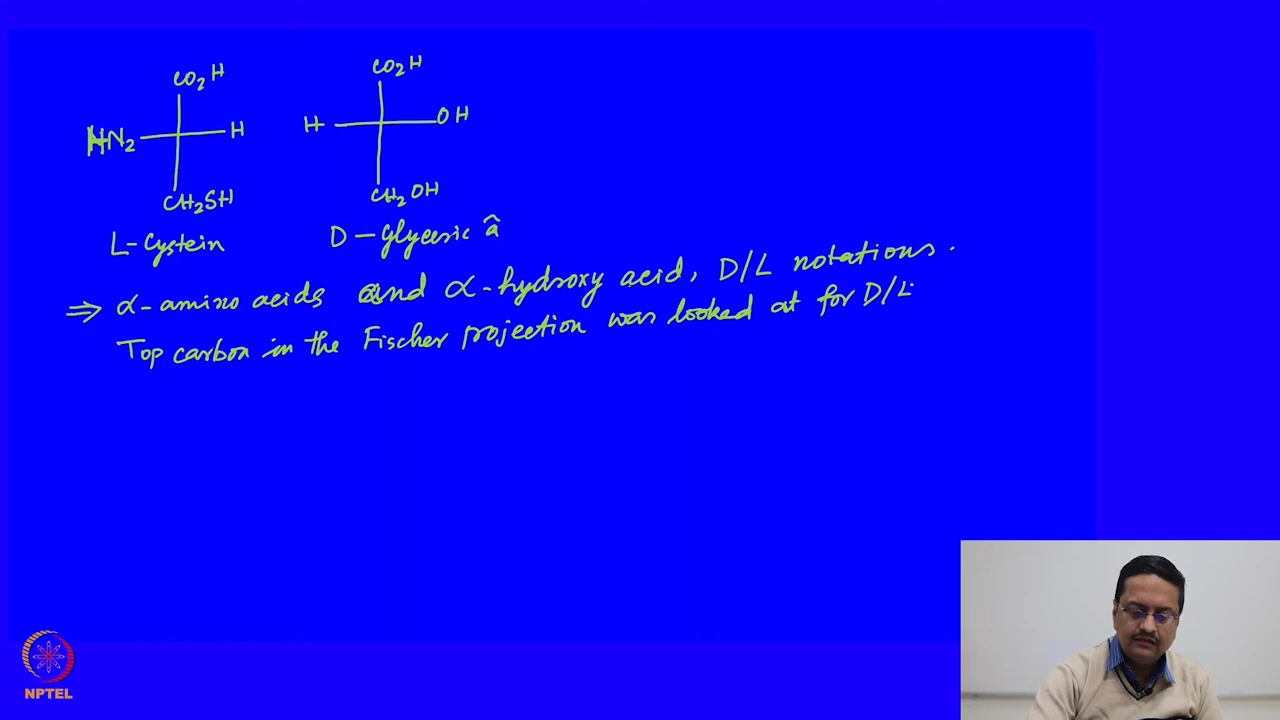 CO2H
HN2 H
CH2SH
L-Cystein
CO2H
H OH
CH2OH
D-glyceric â
⇒ α-amino acids and α-hydroxy acid, D/L notations.
Top carbon in the Fischer projection was looked at for D/L
NPTEL